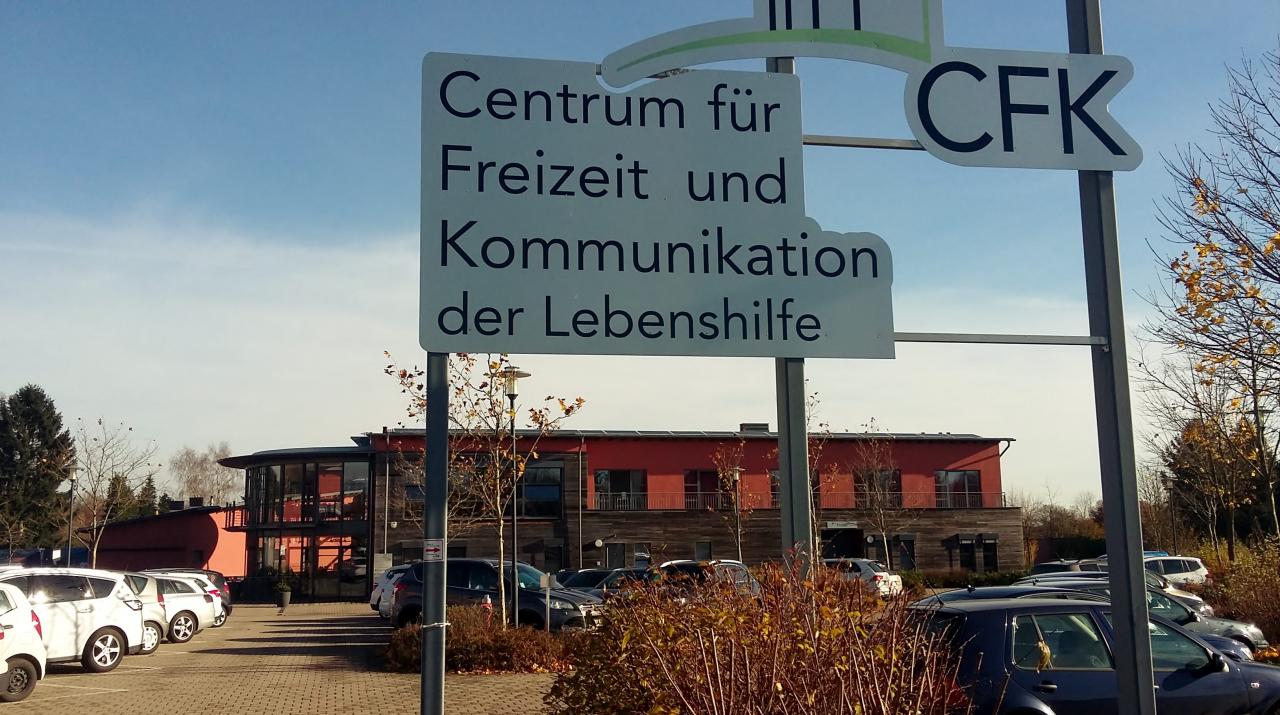 CFK
Centrum für
Freizeit und
Kommunikation
der Lebenshilfe